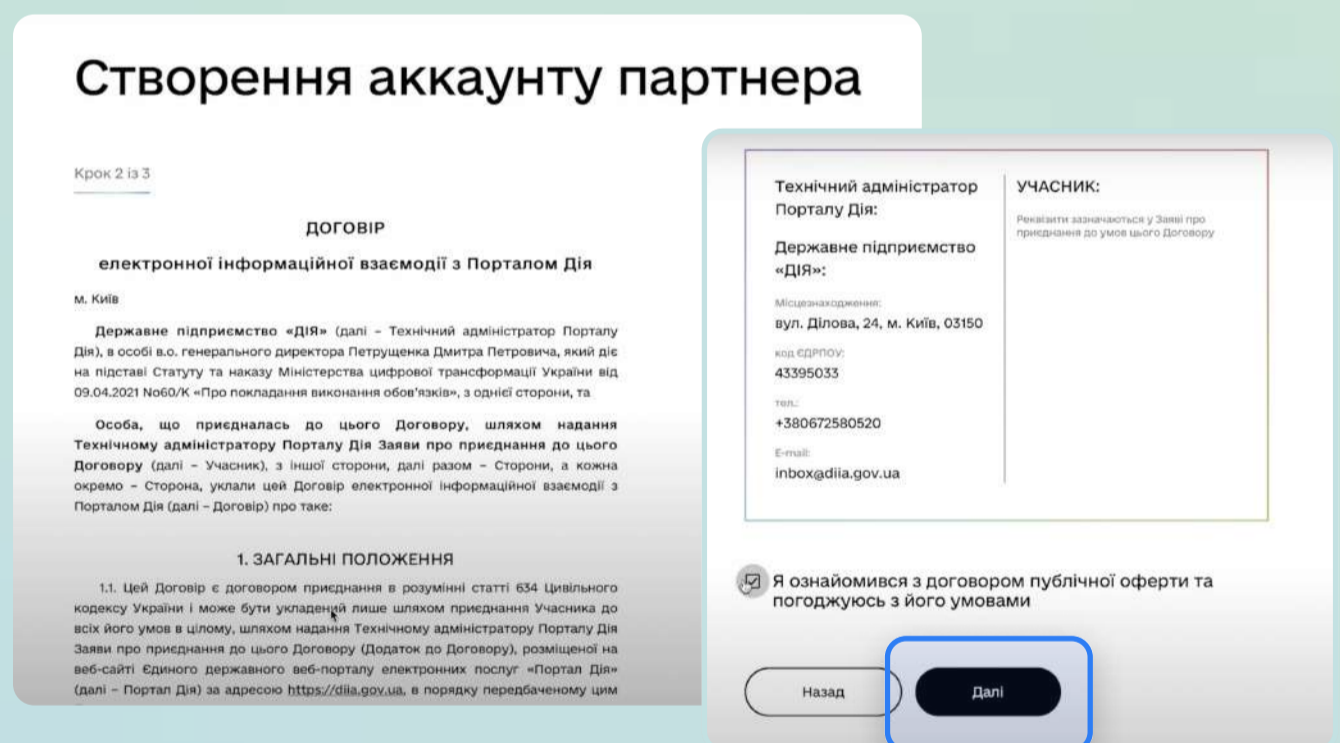 Створення аккаунту партнера
Крок 2 із 3
ДОГОВІР
електронної інформаційної взаємодії з Порталом Дія
м. Київ
Державне підприємство «ДІЯ» (далі – Технічний адміністратор Порталу
Дія), в особі в.о. генерального директора Петрущенка Дмитра Петровича, який діє
на підставі Статуту та наказу Міністерства цифрової трансформації України від
09.04.2021 No60/К «Про покладання виконання обов'язків», з однієї сторони, та
Особа, що приєдналась до цього Договору, шляхом надання
Технічному адміністратору Порталу Дія Заяви про приєднання до цього
Договору (далі – Учасник), з іншої сторони, далі разом – Сторони, а кожна
окремо – Сторона, уклали цей Договір електронної інформаційної взаємодії з
Порталом Дія (далі – Договір) про таке:
1. ЗАГАЛЬНІ ПОЛОЖЕННЯ
1.1. Цей Договір є договором приєднання в розумінні статті 634 Цивільного
кодексу України і може бути укладений лише шляхом приєднання Учасника до
всіх його умов в цілому, шляхом надання Технічному адміністратору Порталу Дія
Заяви про приєднання до цього Договору (Додаток до Договору), розміщеної на
веб-сайті Єдиного державного веб-порталу електронних послуг «Портал Дія»
(далі – Портал Дія) за адресою https://diia.gov.ua, в порядку передбаченому цим
Технічний адміністратор
Порталу Дія:
Державне підприємство
«ДІЯ»:
Місцезнаходження:
вул. Ділова, 24, м. Київ, 03150
код ЄДРПОУ:
43395033
тел.:
+380672580520
E-mail:
inbox@diia.gov.ua
УЧАСНИК:
Реквізити зазначаються у Заяві про
приєднання до умов цього Договору
Я ознайомився з договором публічної оферти та
погоджуюсь з його умовами
Назад
Далі